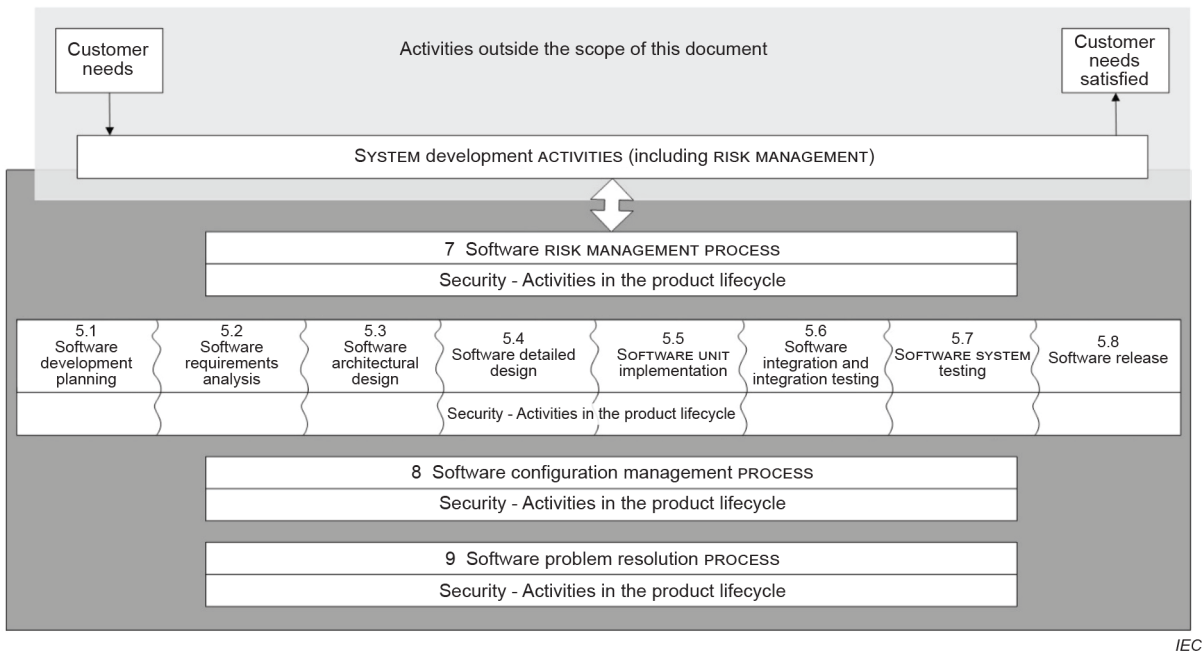 Customer
needs
Activities outside the scope of this document
Customer
needs
satisfied
SYSTEM development ACTIVITIES (including RISK MANAGEMENT)
7 Software RISK MANAGEMENT PROCESS
Security - Activities in the product lifecycle
5.1
Software
development
planning
5.2
Software
requirements
analysis
5.3
Software
architectural
design
5.4
Software detailed
design
5.5
SOFTWARE UNIT
implementation
5.6
Software
integration and
integration testing
5.7
SOFTWARE SYSTEM
testing
5.8
Software release
Security - Activities in the product lifecycle
8 Software configuration management PROCESS
Security - Activities in the product lifecycle
9 Software problem resolution PROCESS
Security - Activities in the product lifecycle
IEC